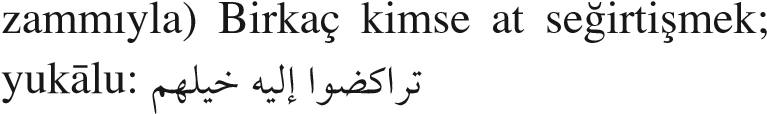 zammıyla) Birkaç kimse at seğirtişmek;
yukālu: تراكضوا إليه خيلهم